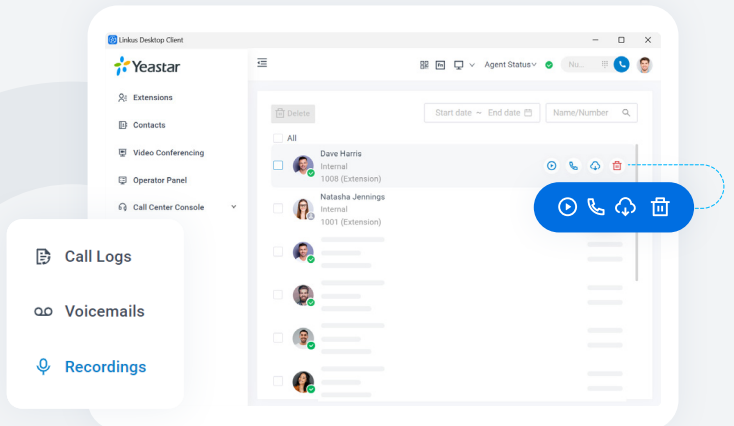 Linkus Desktop Client
Yeastar
Agent Status
Nu...
Extensions
Contacts
Video Conferencing
Operator Panel
Call Center Console
Call Logs
Voicemails
Recordings
Delete
Start date – End date
Name/Number
All
Dave Harris
Internal
1008 (Extension)
Natasha Jennings
Internal
1001 (Extension)